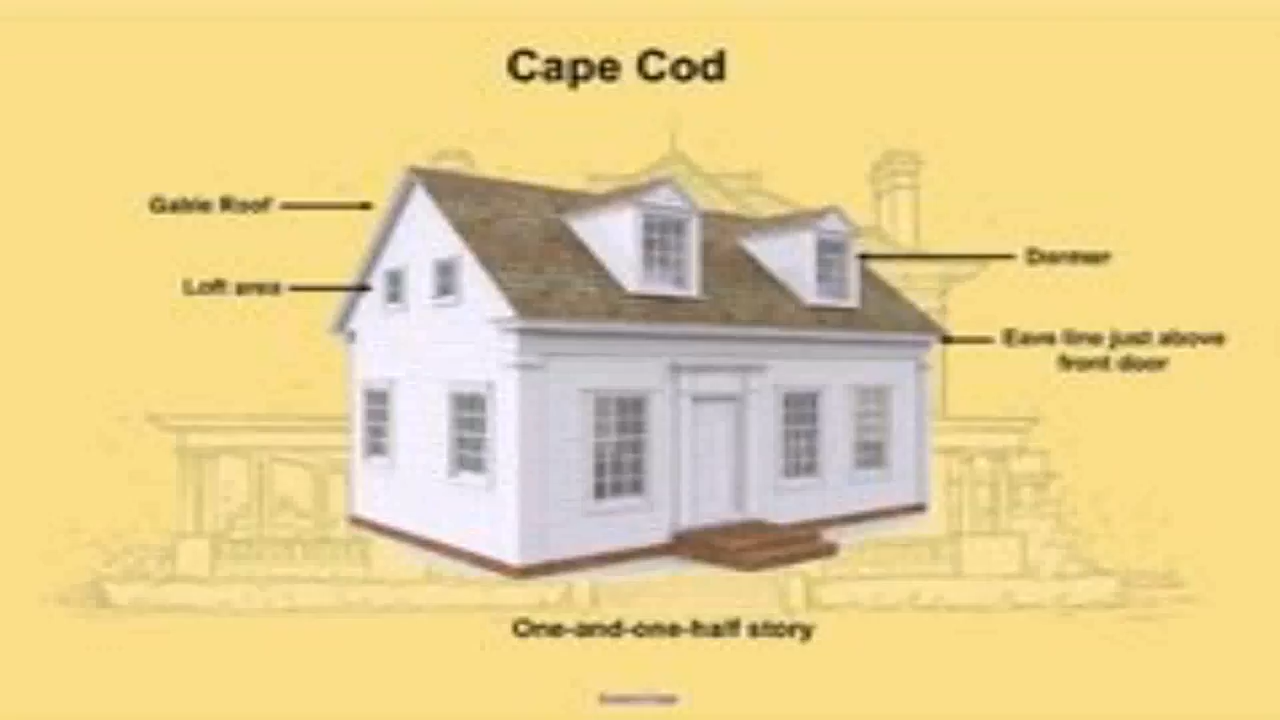 Cape Cod
Gable Roof
Loft area
Dormer
Eave line just above
front door
One-and-one-half story